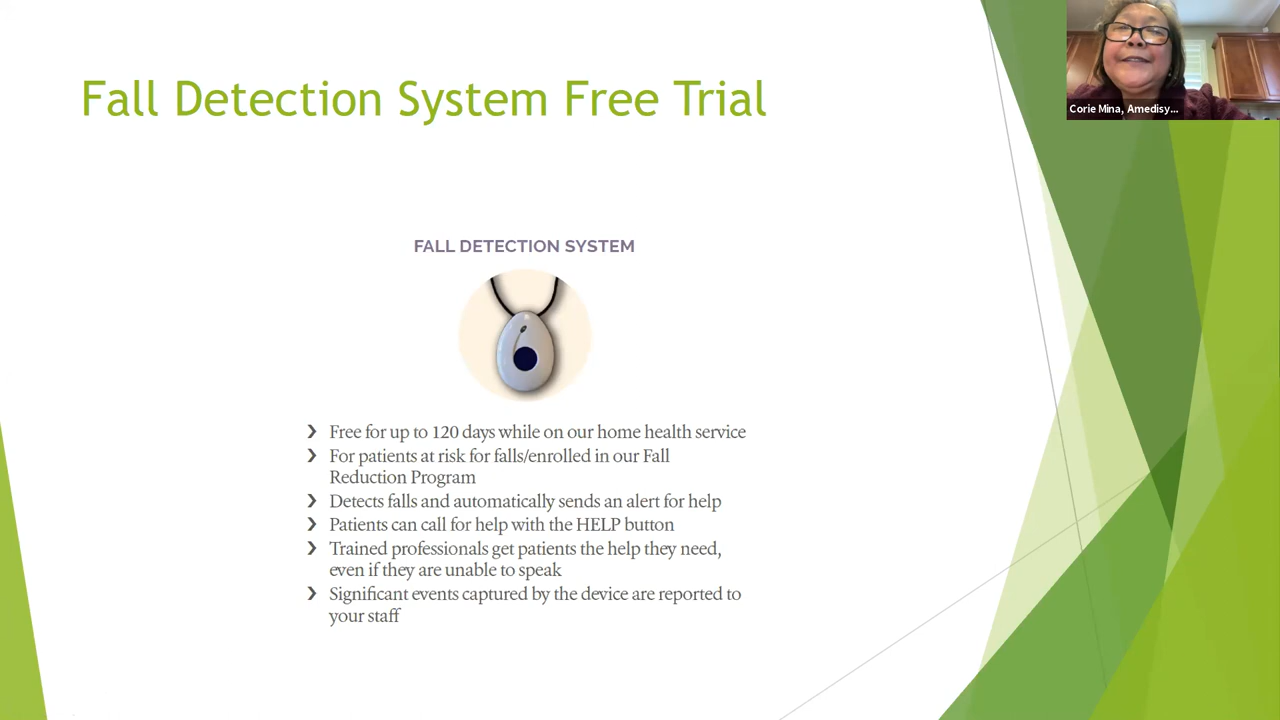 Fall Detection System Free Trial
Corie Mina, Amedisy...
FALL DETECTION SYSTEM
❯ Free for up to 120 days while on our home health service
❯ For patients at risk for falls/enrolled in our Fall
Reduction Program
❯ Detects falls and automatically sends an alert for help
❯ Patients can call for help with the HELP button
❯ Trained professionals get patients the help they need,
even if they are unable to speak
❯ Significant events captured by the device are reported to
your staff